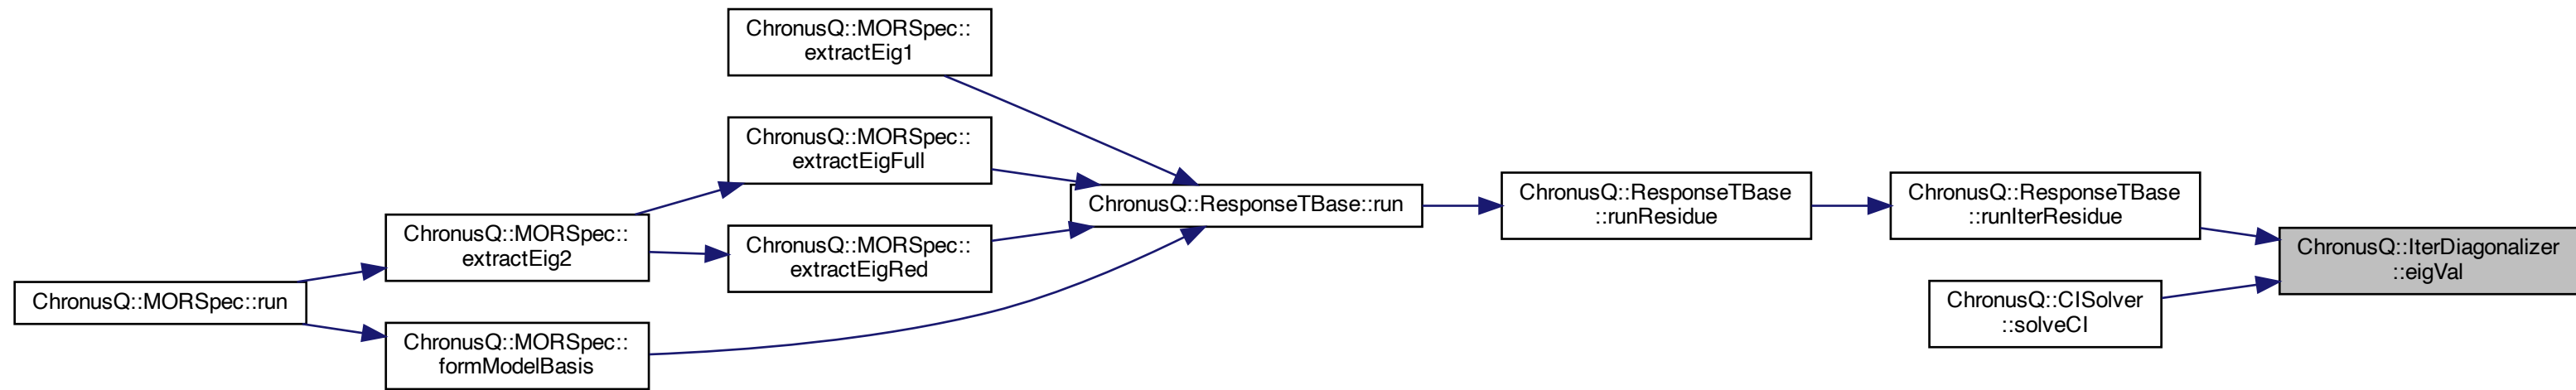 ChronusQ::MORSpec::run
ChronusQ::MORSpec::
extractEig2
ChronusQ::MORSpec::
formModelBasis
ChronusQ::MORSpec::
extractEig1
ChronusQ::MORSpec::
extractEigFull
ChronusQ::MORSpec::
extractEigRed
ChronusQ::ResponseTBase::run
ChronusQ::ResponseTBase
::runResidue
ChronusQ::ResponseTBase
::runIterResidue
ChronusQ::CISolver
::solveCI
ChronusQ::IterDiagonalizer
::eigVal